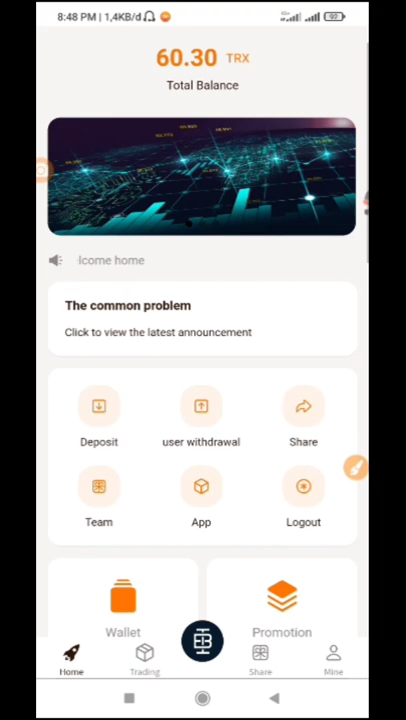 8:48 PM | 1,4KB/d
60.30 TRX
Total Balance
lcome home
The common problem
Click to view the latest announcement
Deposit
user withdrawal
Share
Team
App
Logout
Wallet
Promotion
Home
Trading
Share
Mine